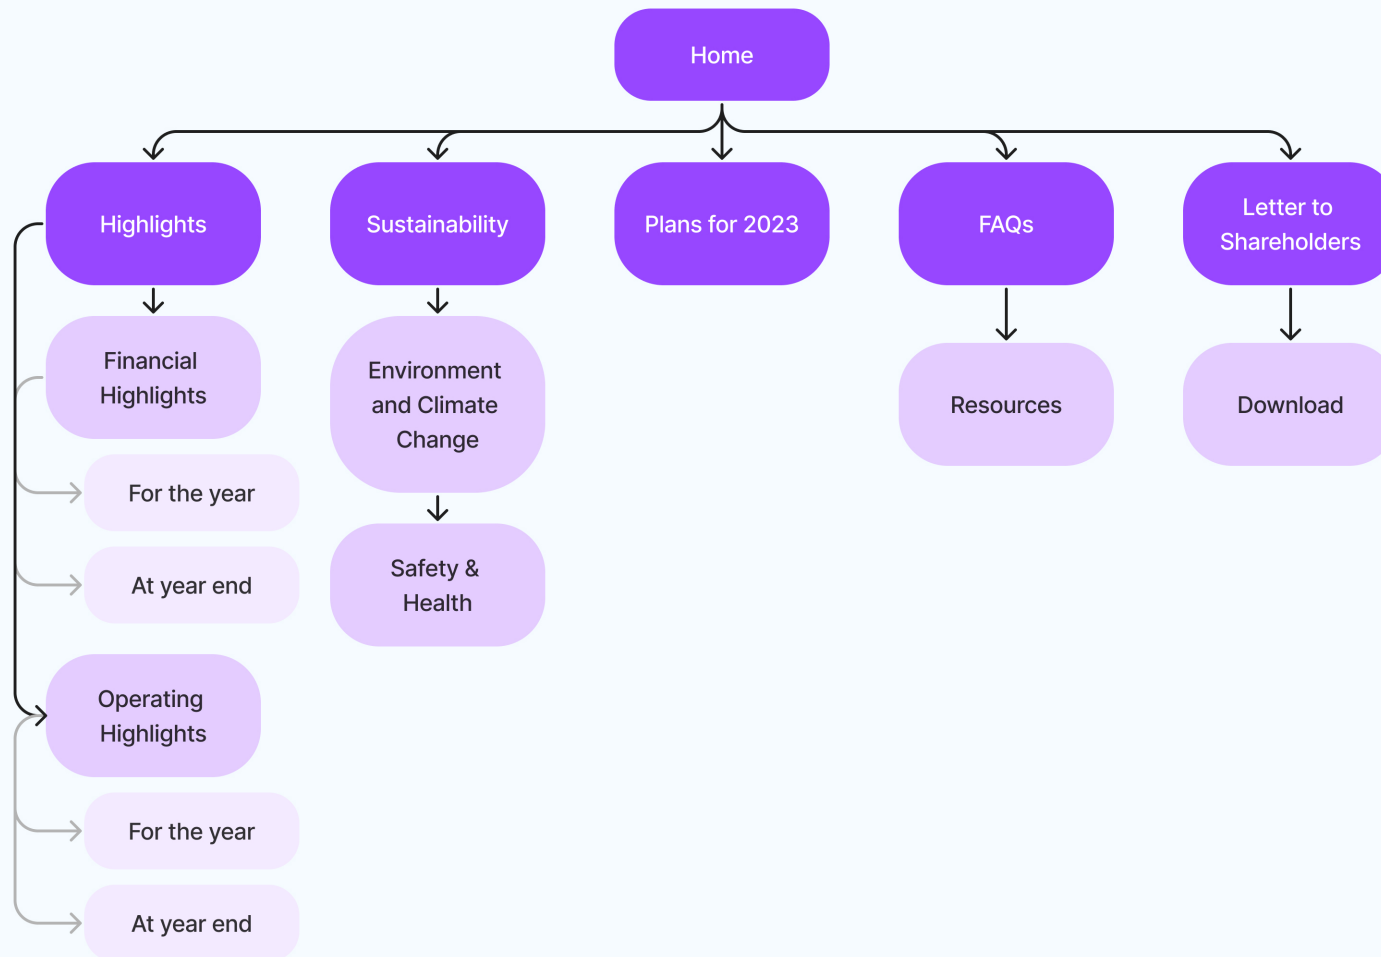 Home
Highlights
Sustainability
Plans for 2023
FAQs
Letter to
Shareholders
Financial
Highlights
Environment
and Climate
Change
Resources
Download
For the year
At year end
Safety &
Health
Operating
Highlights
For the year
At year end